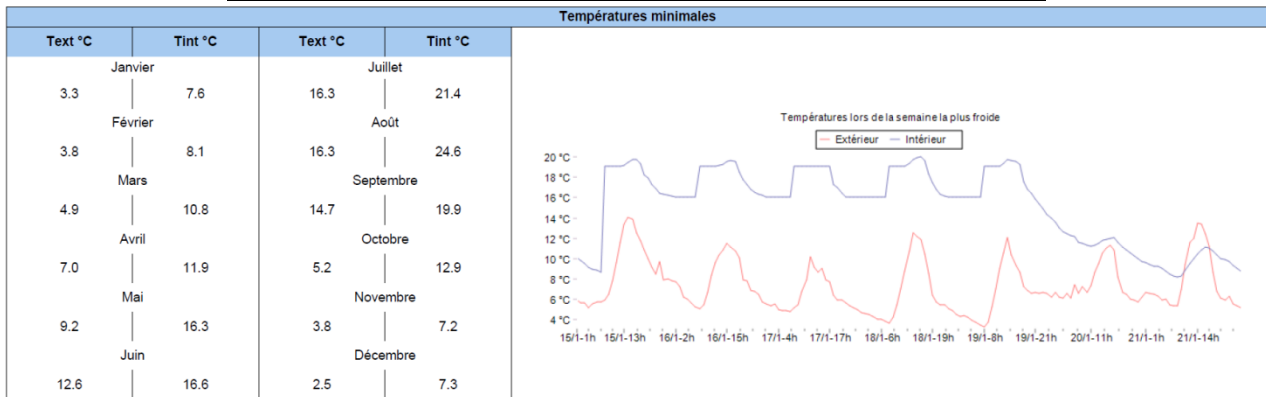 Températures minimales
Text °C Tint °C Text °C Tint °C
Janvier Juillet
3.3 7.6 16.3 21.4
Février Août
3.8 8.1 16.3 24.6
Mars Septembre
4.9 10.8 14.7 19.9
Avril Octobre
7.0 11.9 5.2 12.9
Mai Novembre
9.2 16.3 3.8 7.2
Juin Décembre
12.6 16.6 2.5 7.3
Températures lors de la semaine la plus froide
Extérieur Intérieur
20 °C
18 °C
16 °C
14 °C
12 °C
10 °C
8 °C
6 °C
4 °C
15/1-1h 15/1-13h 16/1-2h 16/1-15h 17/1-4h 17/1-17h 18/1-6h 18/1-19h 19/1-8h 19/1-21h 20/1-11h 21/1-1h 21/1-14h